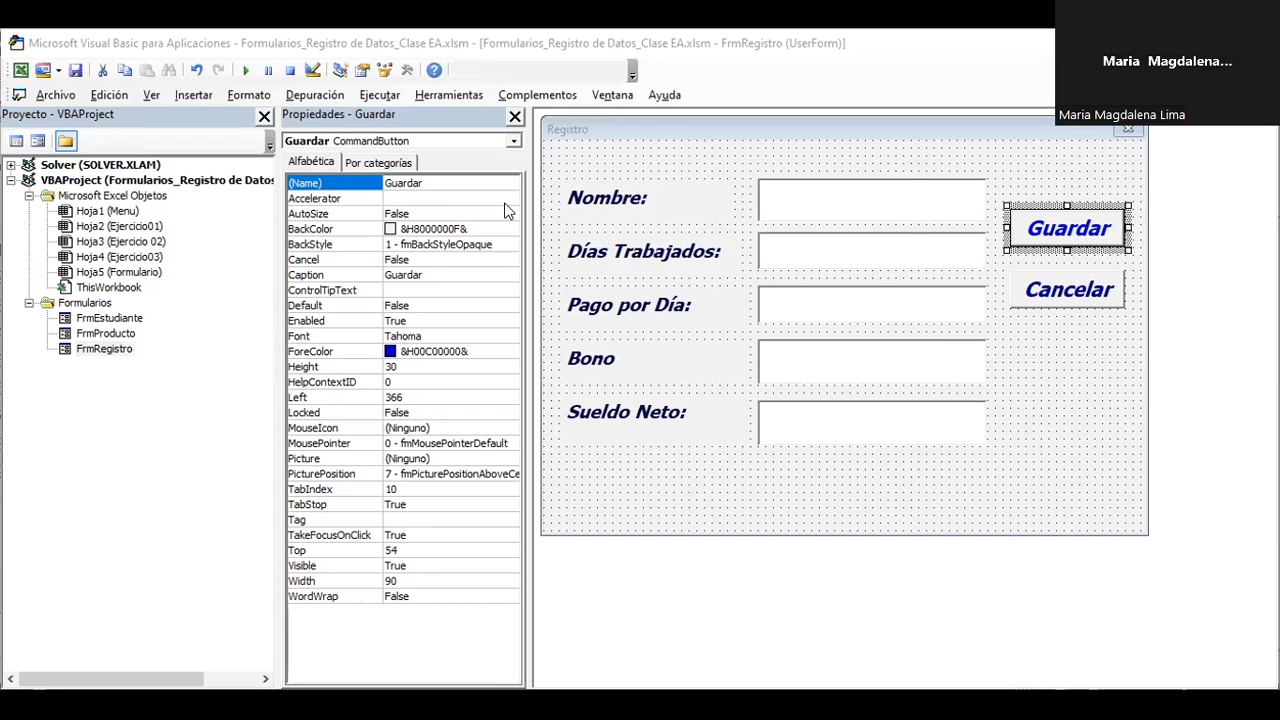 Microsoft Visual Basic para Aplicaciones - Formularios_Registro de Datos_Clase EA.xlsm - [Formularios_Registro de Datos_Clase EA.xlsm - FrmRegistro (UserForm)]
Maria Magdalena...
Maria Magdalena Lima
Archivo Edición Ver Insertar Formato Depuración Ejecutar Herramientas Complementos Ventana Ayuda
Proyecto - VBAProject
Solver (SOLVER.XLAM)
VBAProject (Formularios_Registro de Datos
Microsoft Excel Objetos
Hoja1 (Menu)
Hoja2 (Ejercicio01)
Hoja3 (Ejercicio 02)
Hoja4 (Ejercicio03)
Hoja5 (Formulario)
ThisWorkbook
Formularios
FrmEstudiante
FrmProducto
FrmRegistro
Propiedades - Guardar
Guardar CommandButton
Alfabética Por categorías
(Name) Guardar
Accelerator
AutoSize False
BackColor &H8000000F&
BackStyle 1 - fmBackStyleOpaque
Cancel False
Caption Guardar
ControlTipText
Default False
Enabled True
Font Tahoma
ForeColor &H00C00000&
Height 30
HelpContextID 0
Left 366
Locked False
MouseIcon (Ninguno)
MousePointer 0 - fmMousePointerDefault
Picture (Ninguno)
PicturePosition 7 - fmPicturePositionAboveCe
TabIndex 10
TabStop True
Tag
TakeFocusOnClick True
Top 54
Visible True
Width 90
WordWrap False
Registro
Nombre:
Días Trabajados:
Pago por Día:
Bono
Sueldo Neto:
Guardar
Cancelar